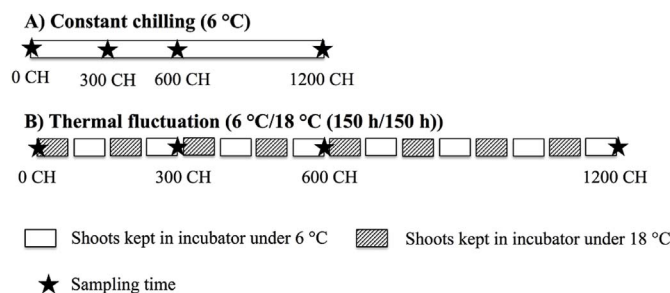 A) Constant chilling (6 °C)
0 CH 300 CH 600 CH 1200 CH
B) Thermal fluctuation (6 °C/18 °C (150 h/150 h))
0 CH 300 CH 600 CH 1200 CH
Shoots kept in incubator under 6 °C Shoots kept in incubator under 18 °C
Sampling time